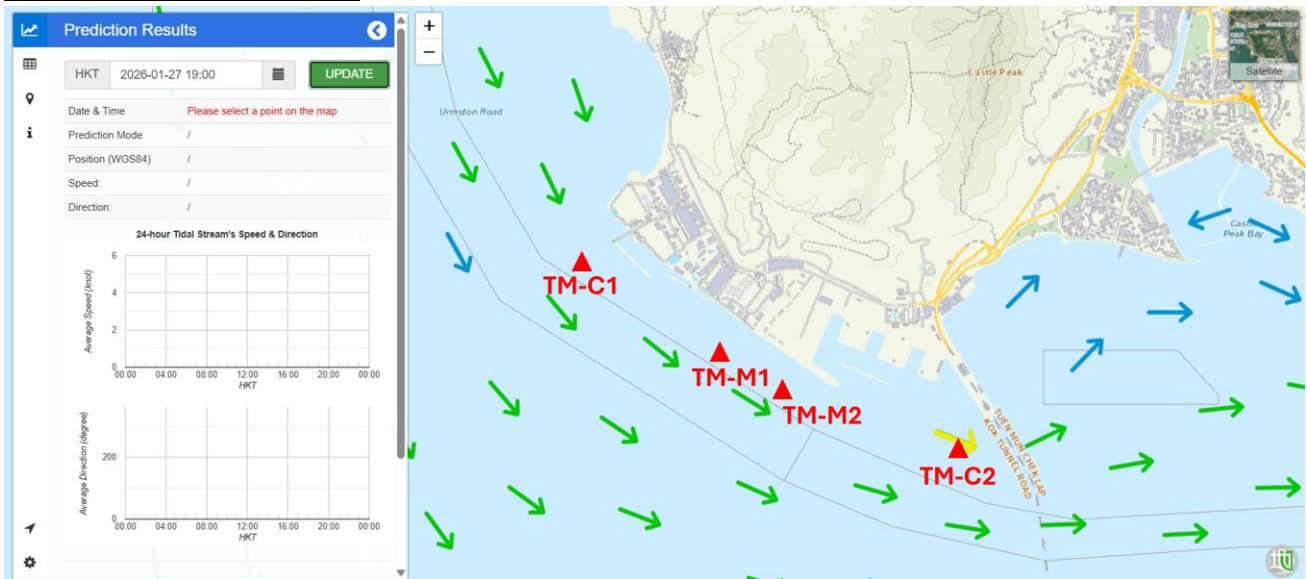 Prediction Results
HKT 2026-01-27 19:00 UPDATE
Date & Time Please select a point on the map
Prediction Mode /
Position (WGS84) /
Speed: /
Direction: /
24-hour Tidal Stream's Speed & Direction
Average Speed (knot)
6
4
2
0
00:00 04:00 08:00 12:00 16:00 20:00 00:00
HKT
Average Direction (degree)
200
0
00:00 04:00 08:00 12:00 16:00 20:00 00:00
HKT
+
−
Urmston Road
Castle Peak
Satellite
Castle
Peak Bay
TM-C1
TM-M1
TM-M2
TM-C2
TUEN MUN CHEK LAP
KOK TUNNEL ROAD